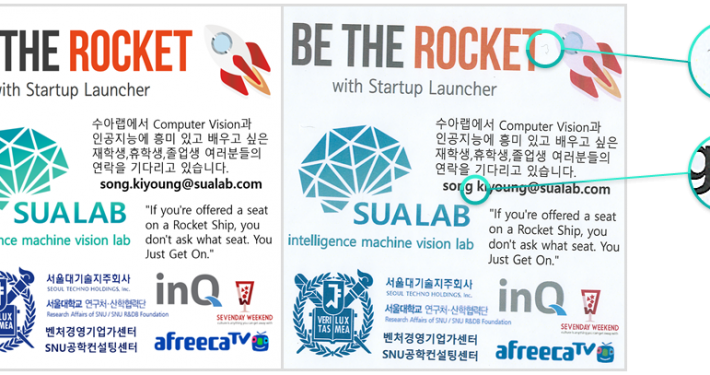 THE ROCKET
with Startup Launcher
수아랩에서 Computer Vision과
인공지능에 흥미 있고 배우고 싶은
재학생,휴학생,졸업생 여러분들의
연락을 기다리고 있습니다.
song.kiyoung@sualab.com
SUALAB
machine vision lab
"If you're offered a seat
on a Rocket Ship, you
don't ask what seat. You
Just Get On."
LUX
MEA
서울대기술지주회사
SEOUL TECHNO HOLDINGS, Inc.
서울대학교 연구처·산학협력단
Research Affairs of SNU / SNU R&DB Foundation
벤처경영기업가센터
SNU공학컨설팅센터
inQ
SEVENDAY WEEKEND
afreecaTV
BE THE ROCKET
with Startup Launcher
수아랩에서 Computer Vision과
인공지능에 흥미 있고 배우고 싶은
재학생,휴학생,졸업생 여러분들의
연락을 기다리고 있습니다.
song kiyoung@sualab.com
SUALAB
intelligence machine vision lab
"If you're offered a seat
on a Rocket Ship, you
don't ask what seat. You
Just Get On."
VERI LUX
TAS MEA
서울대기술지주회사
SEOUL TECHNO HOLDINGS, Inc.
서울대학교 연구처·산학협력단
Research Affairs of SNU / SNU R&DB Foundation
벤처경영기업가센터
SNU공학컨설팅센터
inQ
SEVENDAY WEEKEND
afreecaTV